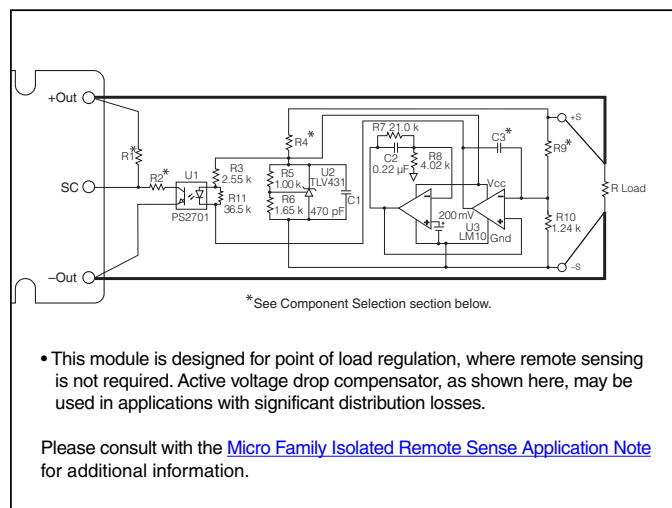 +Out
SC
–Out
R1*
R2*
U1
PS2701
R3
2.55 k
R11
36.5 k
R4*
R5
1.00 k
R6
1.65 k
U2
TLV431
470 pF
C1
R7 21.0 k
C2
0.22 µF
R8
4.02 k
200 mV
Vcc
U3
LM10
Gnd
C3*
R9*
R10
1.24 k
+S
–S
R Load
*See Component Selection section below.
• This module is designed for point of load regulation, where remote sensing
is not required. Active voltage drop compensator, as shown here, may be
used in applications with significant distribution losses.
Please consult with the Micro Family Isolated Remote Sense Application Note
for additional information.